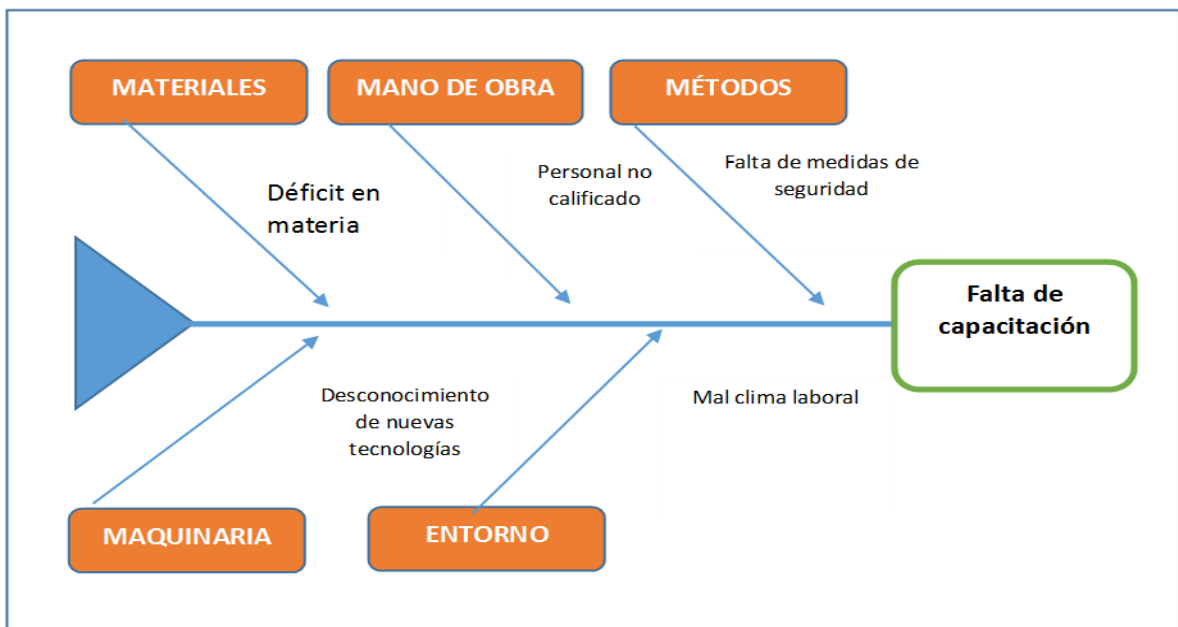 MATERIALES
MANO DE OBRA
MÉTODOS
Déficit en
materia
Personal no
calificado
Falta de medidas de
seguridad
Falta de
capacitación
Desconocimiento
de nuevas
tecnologías
Mal clima laboral
MAQUINARIA
ENTORNO